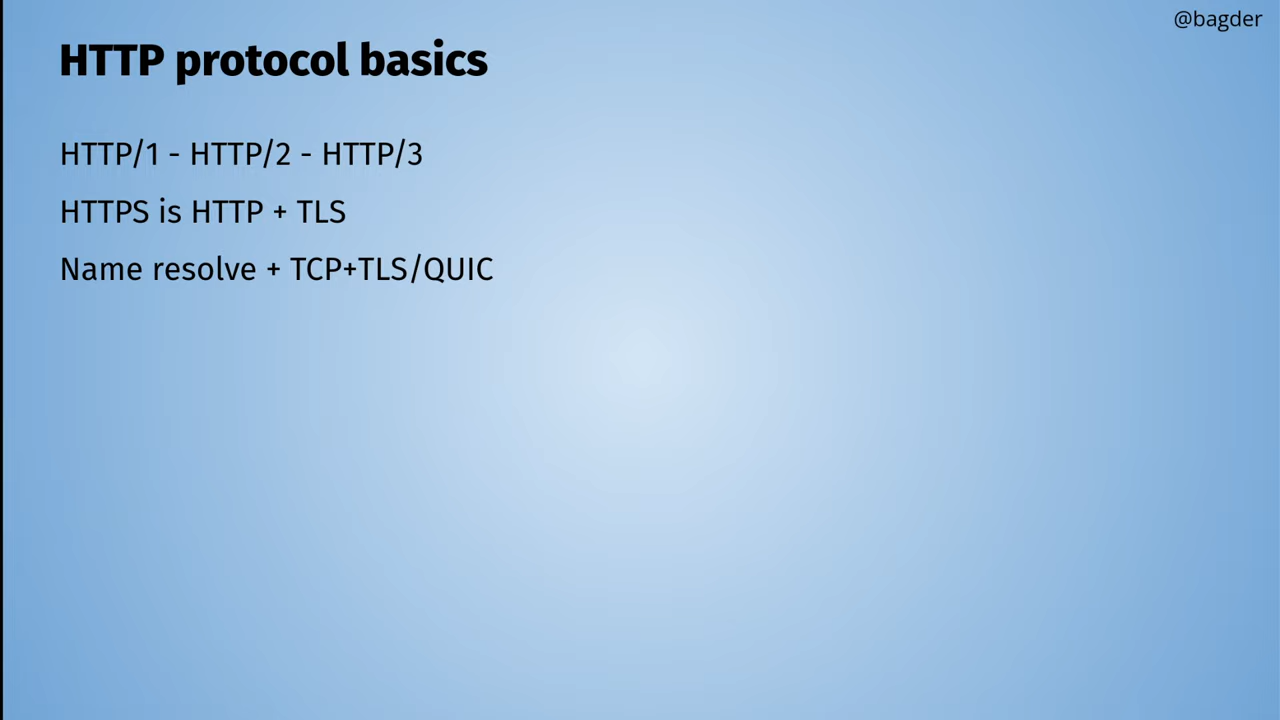 @bagder
HTTP protocol basics
HTTP/1 - HTTP/2 - HTTP/3
HTTPS is HTTP + TLS
Name resolve + TCP+TLS/QUIC